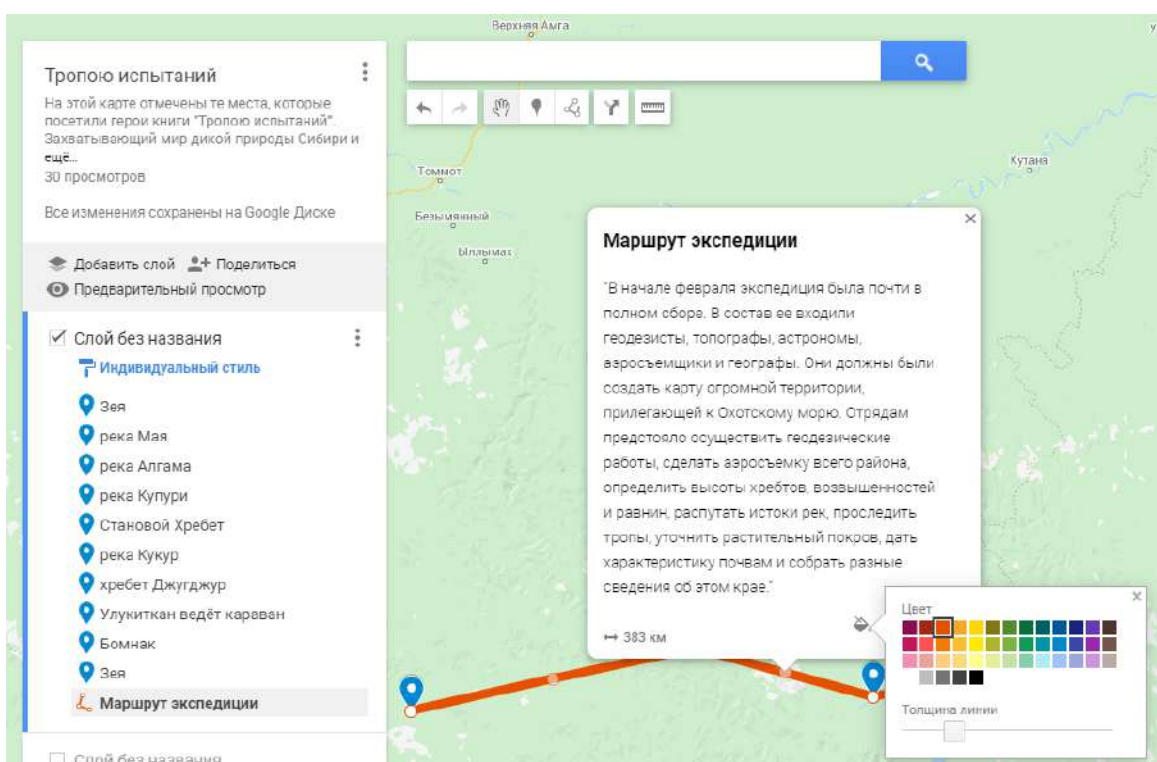 Верхняя Амга
Тропою испытаний
На этой карте отмечены те места, которые
посетили герои книги "Тропою испытаний".
Захватывающий мир дикой природы Сибири и
ещё...
30 просмотров
Все изменения сохранены на Google Диске
Добавить слой Поделиться
Предварительный просмотр
Слой без названия
Индивидуальный стиль
Зея
река Мая
река Алгама
река Купури
Становой Хребет
река Кукур
хребет Джугджур
Улукиткан ведёт караван
Бомнак
Зея
Маршрут экспедиции
Слой без названия
Томмот
Безымянный
Ыллымах
Кутана
Маршрут экспедиции
"В начале февраля экспедиция была почти в
полном сборе. В состав ее входили
геодезисты, топографы, астрономы,
аэросъемщики и географы. Они должны были
создать карту огромной территории,
прилегающей к Охотскому морю. Отрядам
предстояло осуществить геодезические
работы, сделать аэросъемку всего района,
определить высоты хребтов, возвышенностей
и равнин, распутать истоки рек, проследить
тропы, уточнить растительный покров, дать
характеристику почвам и собрать разные
сведения об этом крае."
383 км
Цвет
Толщина линии